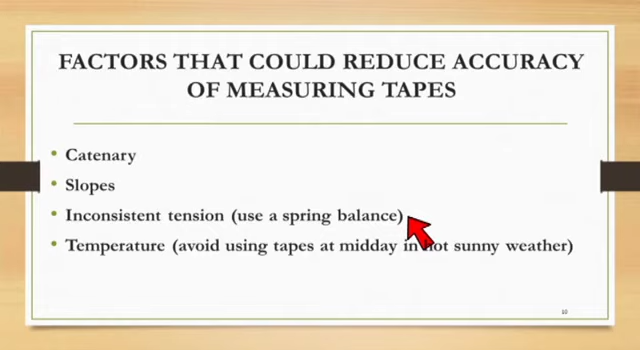 FACTORS THAT COULD REDUCE ACCURACY
OF MEASURING TAPES
• Catenary
• Slopes
• Inconsistent tension (use a spring balance)
• Temperature (avoid using tapes at midday in hot sunny weather)
10